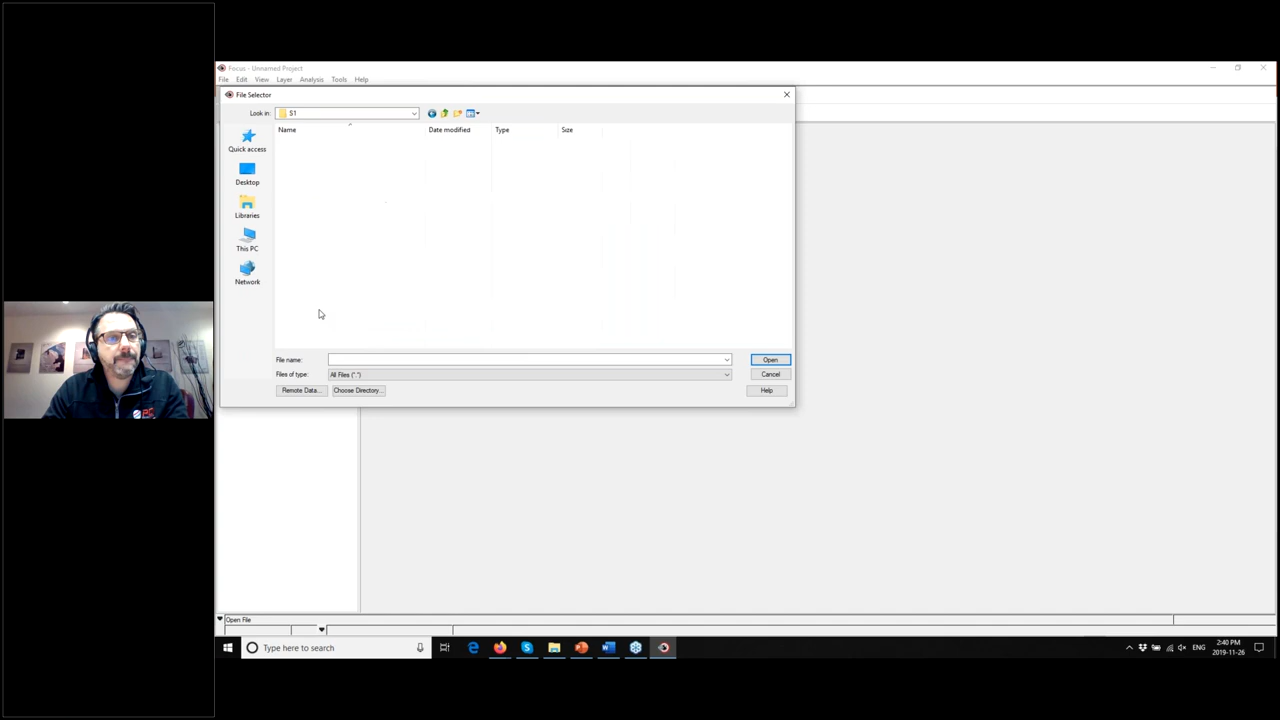 Focus - Unnamed Project
File Edit View Layer Analysis Tools Help
File Selector
Look in: S1
Name Date modified Type Size
Quick access
Desktop
Libraries
This PC
Network
File name: Open
Files of type: All Files (*.*) Cancel
Remote Data... Choose Directory... Help
Open File
Type here to search
ENG
2:40 PM
2019-11-26